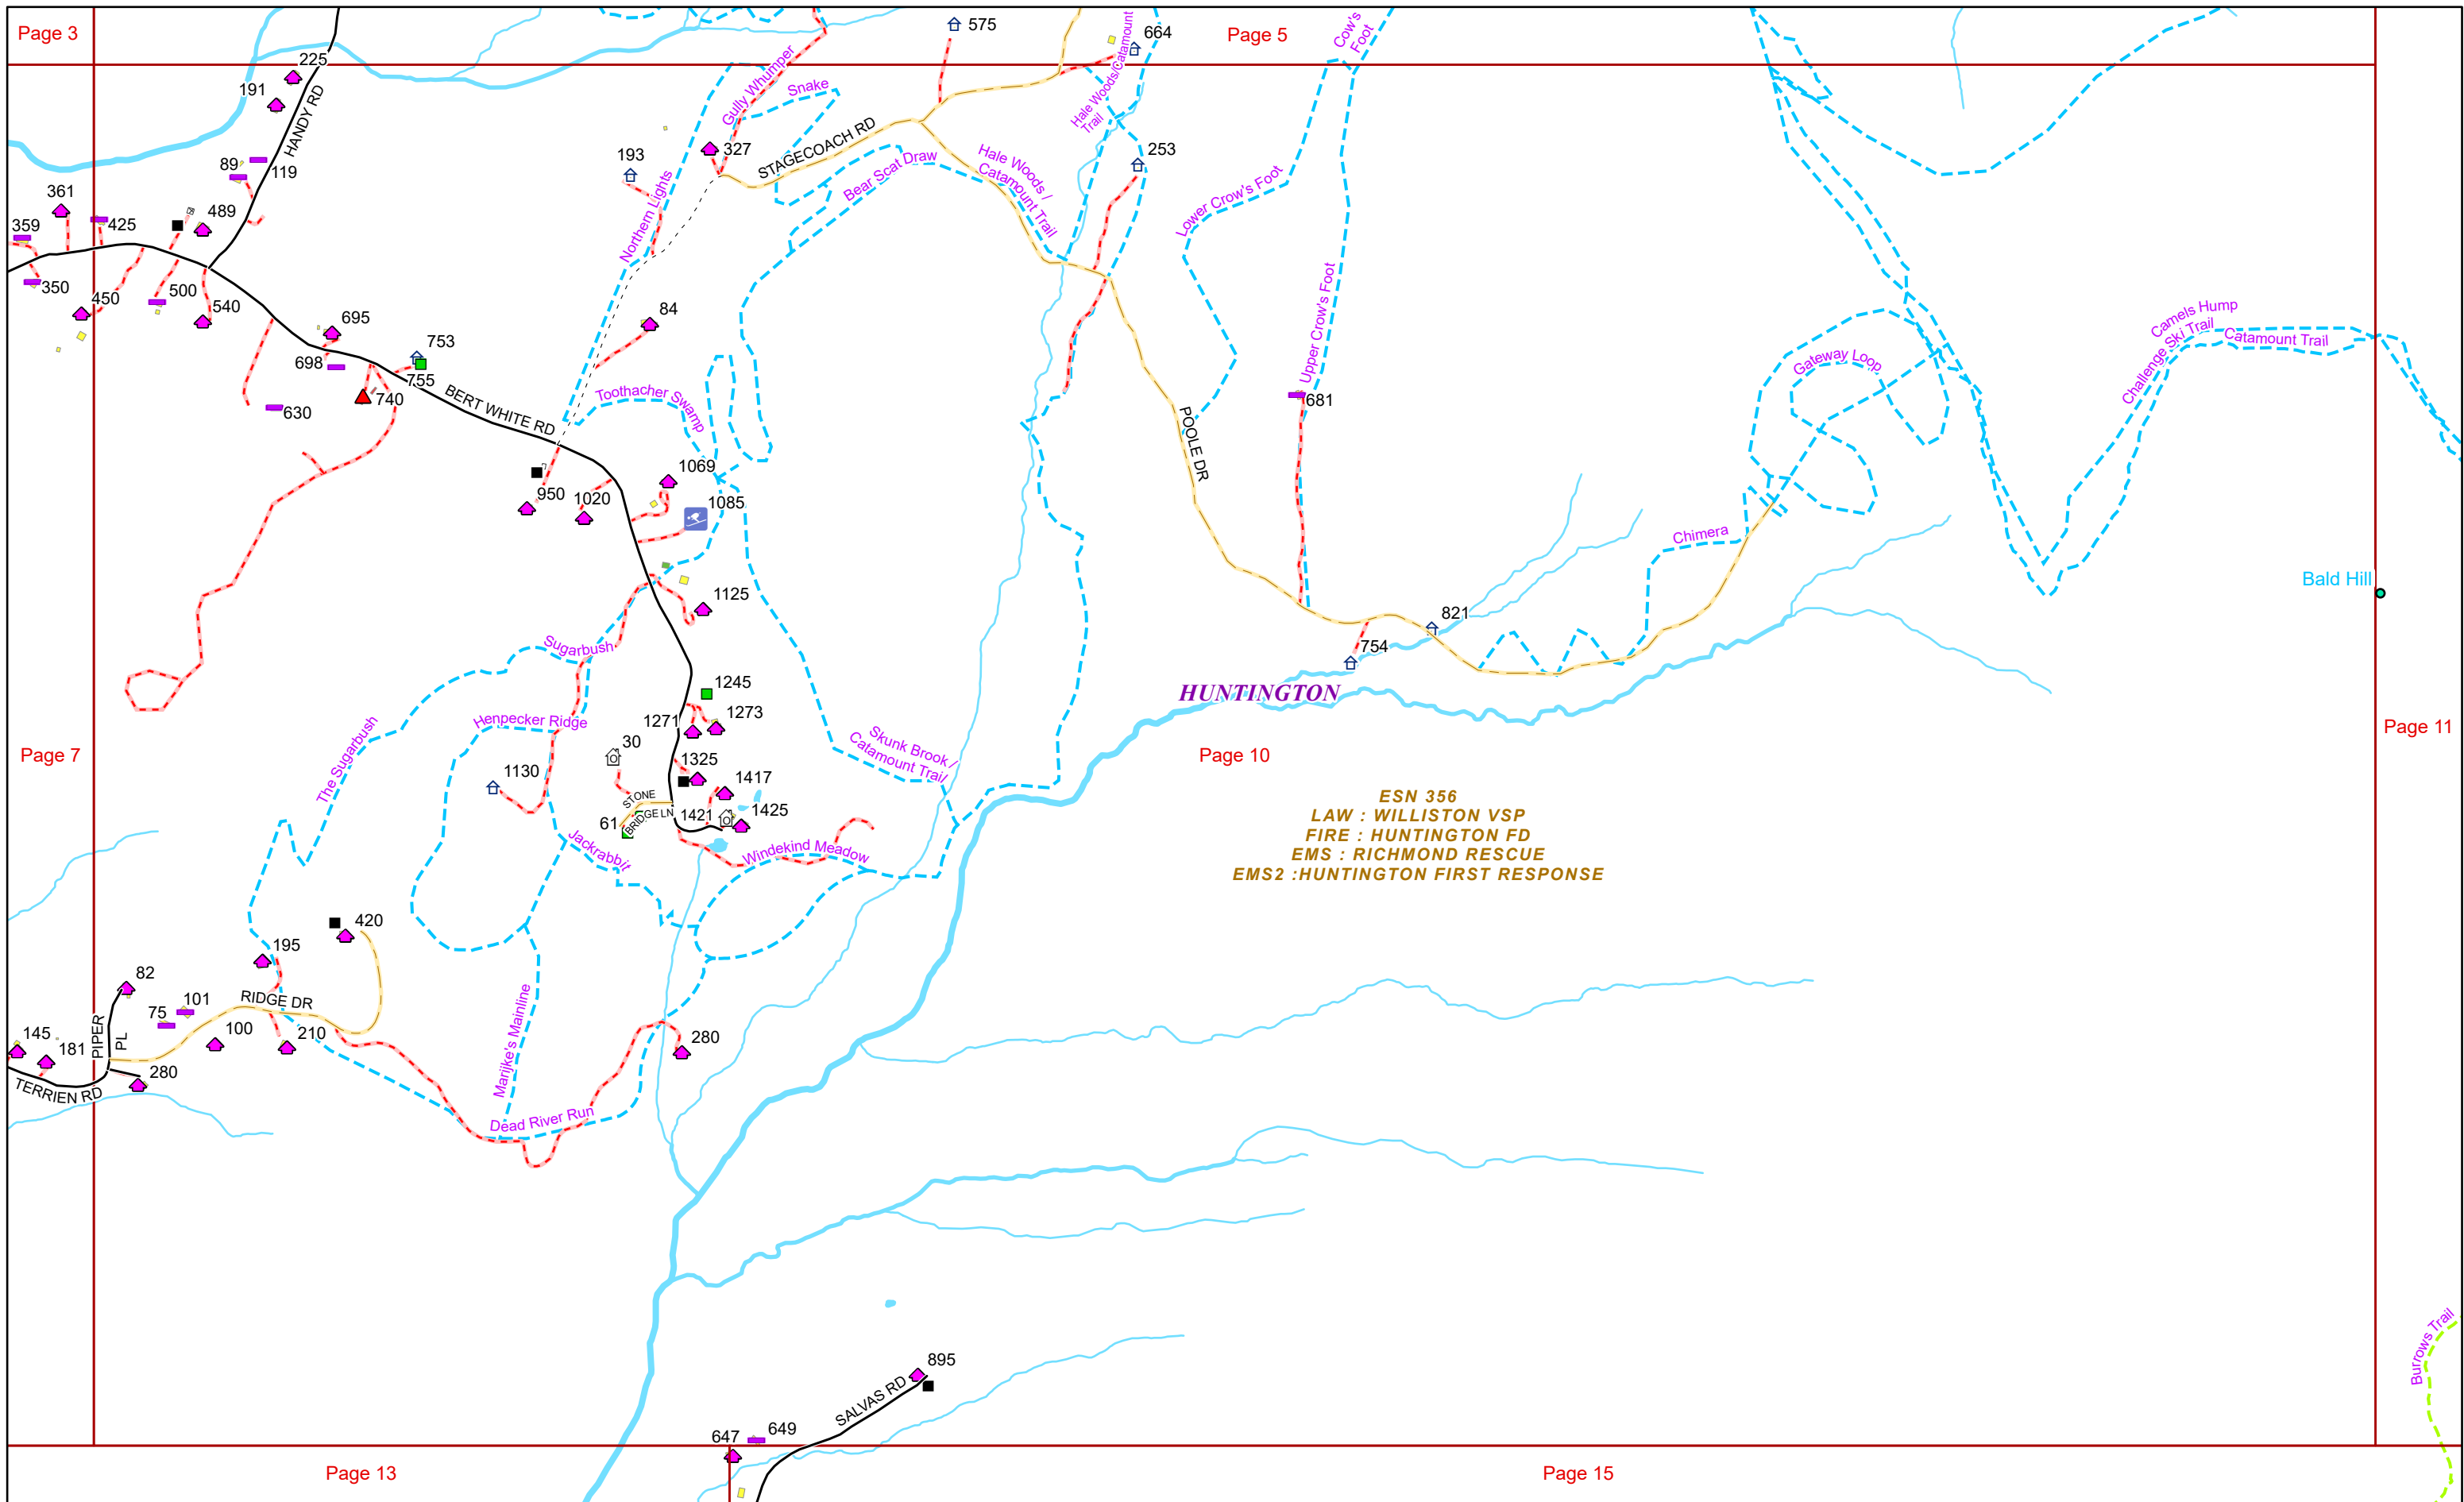 Page 3
575
664
Page 5
Cow's
Foot
Hale Woods/Catamount
Trail
225
191
HANDY RD
Gully Whumper
Snake
89
119
193
327
STAGECOACH RD
Bear Scat Draw
Hale Woods /
Catamount Trail
253
Lower Crow's Foot
361
359
425
489
Northern Lights
350
450
500
540
695
698
753
755
740
630
84
BERT WHITE RD
Toothacher Swamp
Upper Crow's Foot
681
POOLE DR
Gateway Loop
Camels Hump
Challenge Ski Trail
Catamount Trail
950
1020
1069
1085
Chimera
Bald Hill
1125
821
754
HUNTINGTON
Sugarbush
1245
1271
1273
Henpecker Ridge
The Sugarbush
30
1130
1325
1417
STONE
BRIDGE LN
61
1421
1425
Skunk Brook /
Catamount Trail
Page 7
Page 10
Page 11
ESN 356
LAW : WILLISTON VSP
FIRE : HUNTINGTON FD
EMS : RICHMOND RESCUE
EMS2 :HUNTINGTON FIRST RESPONSE
Jackrabbit
Windekind Meadow
420
195
82
75
101
RIDGE DR
100
210
145
181
PIPER
PL
280
TERRIEN RD
Marijke's Mainline
280
Dead River Run
895
SALVAS RD
647
649
Burrows Trail
Page 13
Page 15